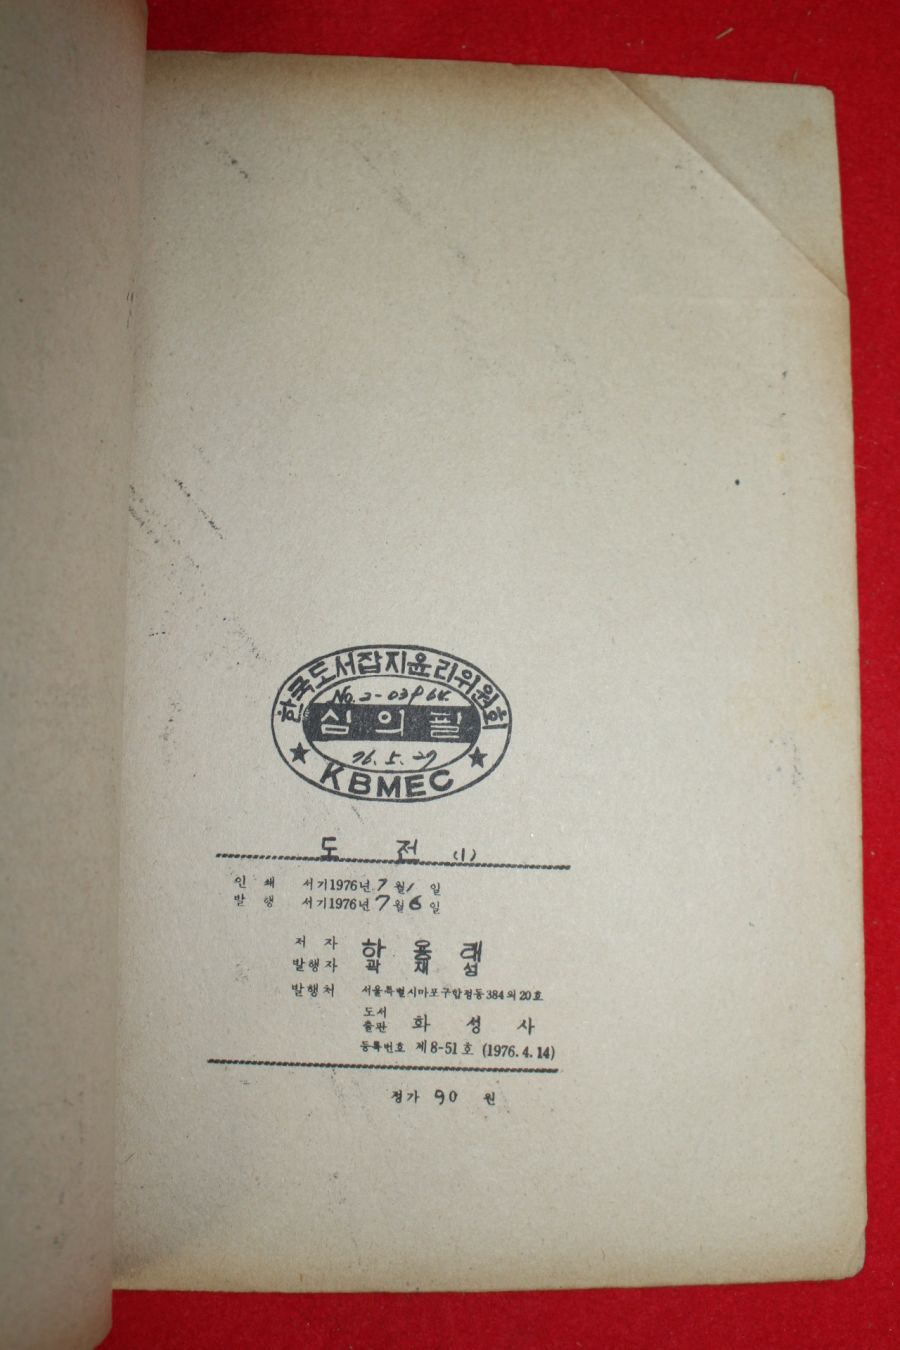 한국도서잡지윤리위원회
심의필
76.5.27
KBMEC
도 전 (1)
인 쇄 서기1976년 7월 1일
발 행 서기1976년 7월 6일
저 자 하 용 래
발행자 곽 재 섭
발행처 서울특별시마포구합정동384의20호
도서출판 화 성 사
등록번호 제8-51호 (1976.4.14)
정가 90 원